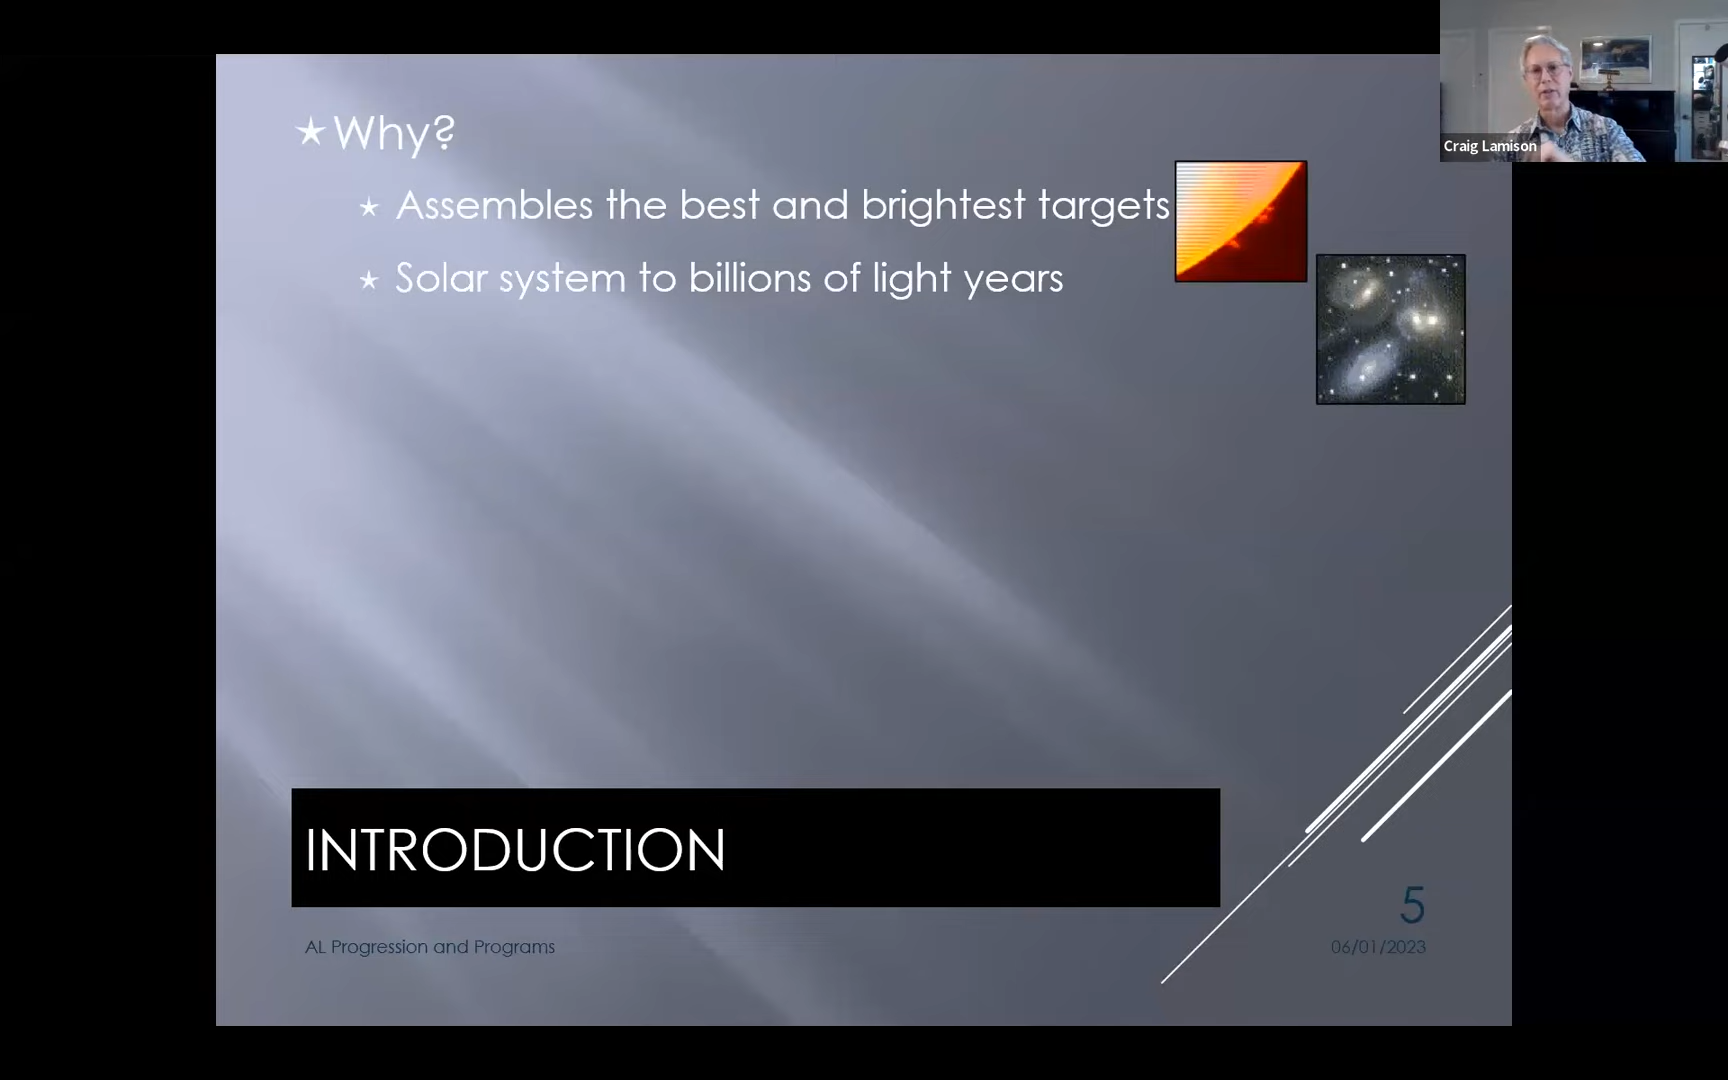 Why?
Assembles the best and brightest targets
Solar system to billions of light years
Craig Lamison
INTRODUCTION
5
AL Progression and Programs
06/01/2023